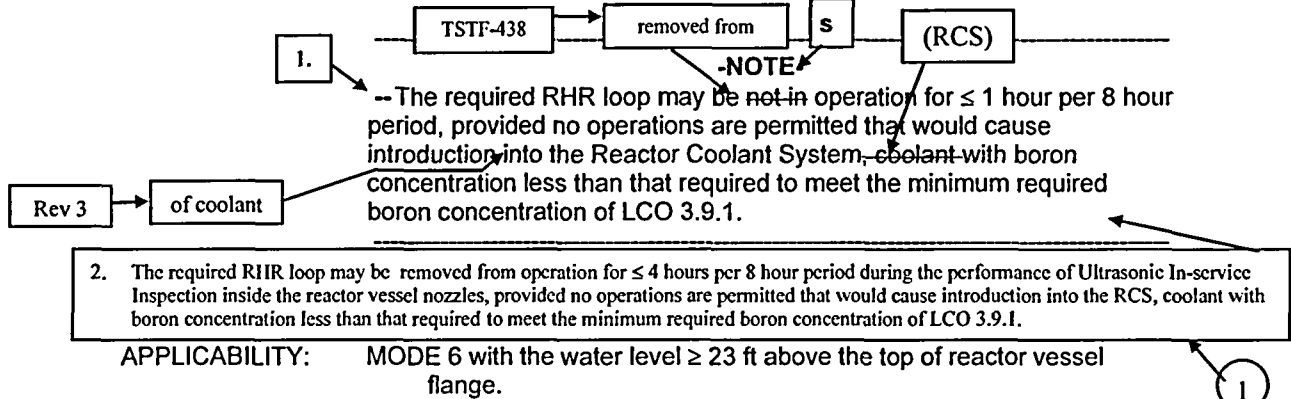 TSTF-438 removed from s (RCS)
1. -NOTE
--The required RHR loop may be not in operation for ≤ 1 hour per 8 hour
period, provided no operations are permitted that would cause
introduction into the Reactor Coolant System, coolant with boron
concentration less than that required to meet the minimum required
Rev 3 of coolant boron concentration of LCO 3.9.1.
2. The required RHR loop may be removed from operation for ≤ 4 hours per 8 hour period during the performance of Ultrasonic In-service
Inspection inside the reactor vessel nozzles, provided no operations are permitted that would cause introduction into the RCS, coolant with
boron concentration less than that required to meet the minimum required boron concentration of LCO 3.9.1.
APPLICABILITY: MODE 6 with the water level ≥ 23 ft above the top of reactor vessel
flange.
1